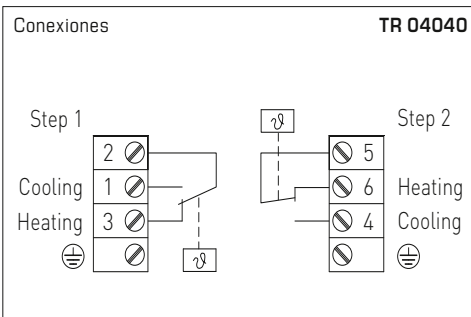 Conexiones TR 04040
Step 1 ϑ Step 2
2 5
Cooling 1 6 Heating
Heating 3 4 Cooling
ϑ